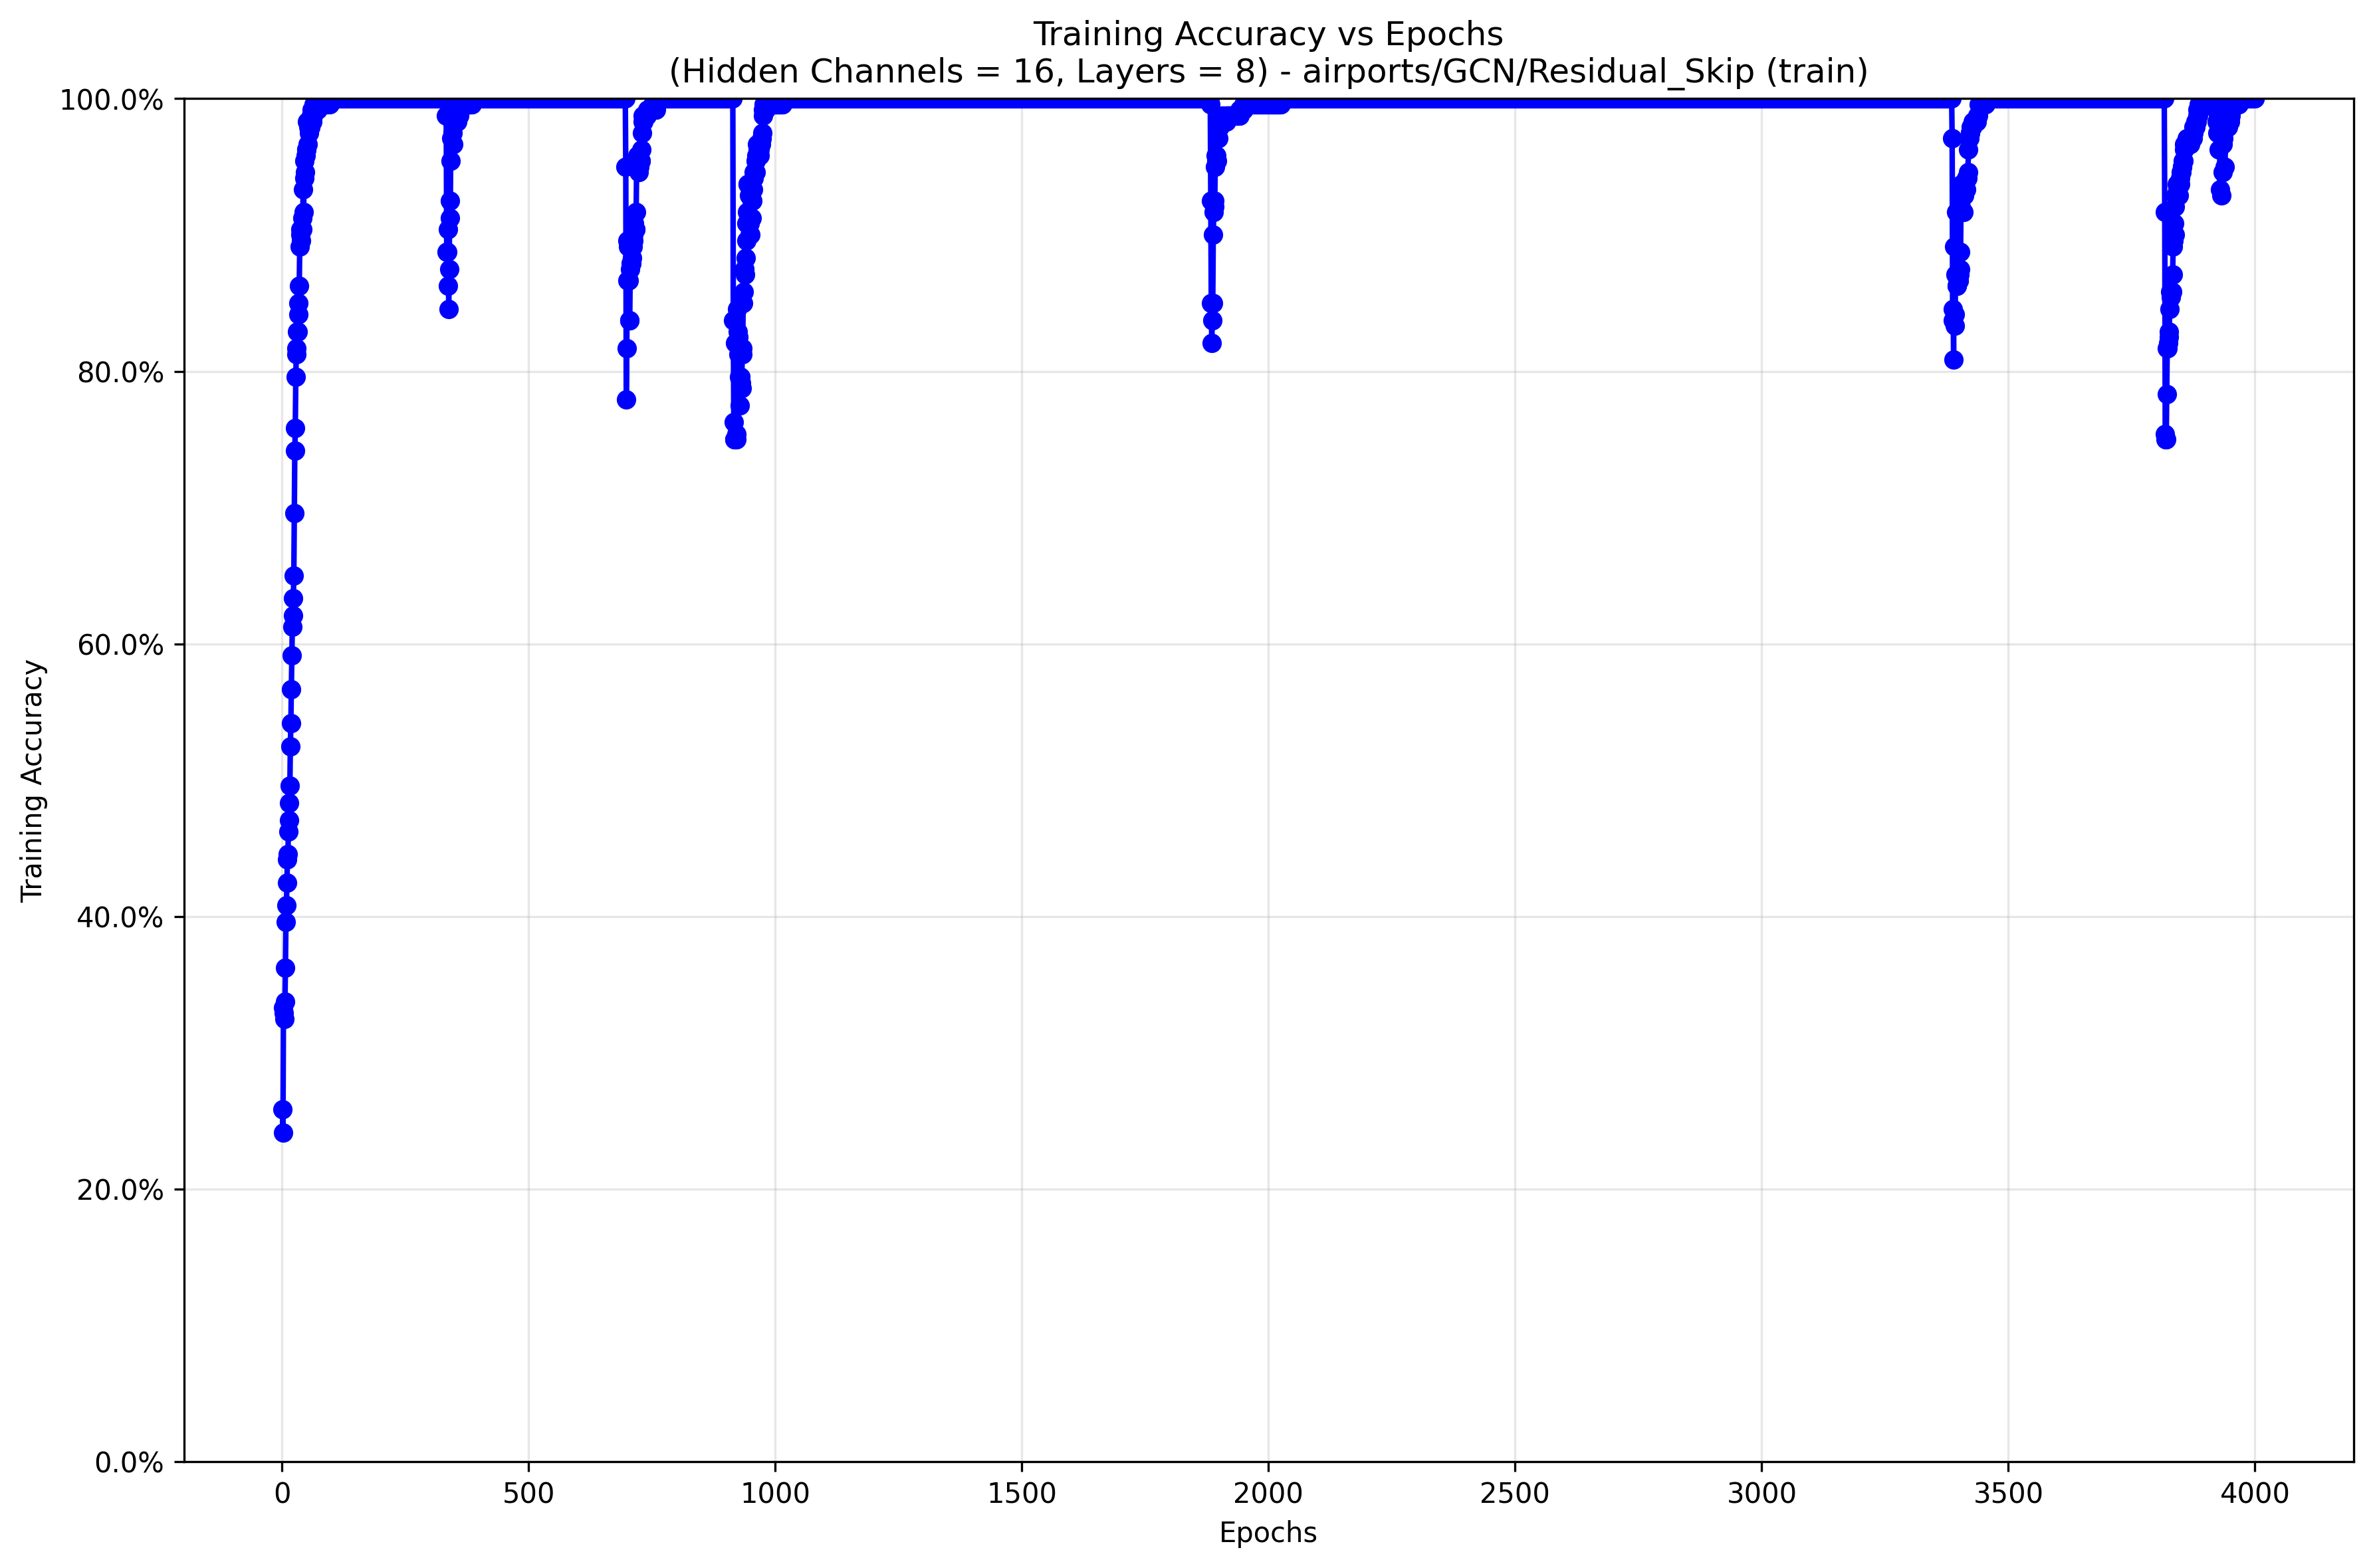 Training Accuracy vs Epochs
(Hidden Channels = 16, Layers = 8) - airports/GCN/Residual_Skip (train)
100.0%
80.0%
60.0%
40.0%
20.0%
0.0%
Training Accuracy
0 500 1000 1500 2000 2500 3000 3500 4000
Epochs